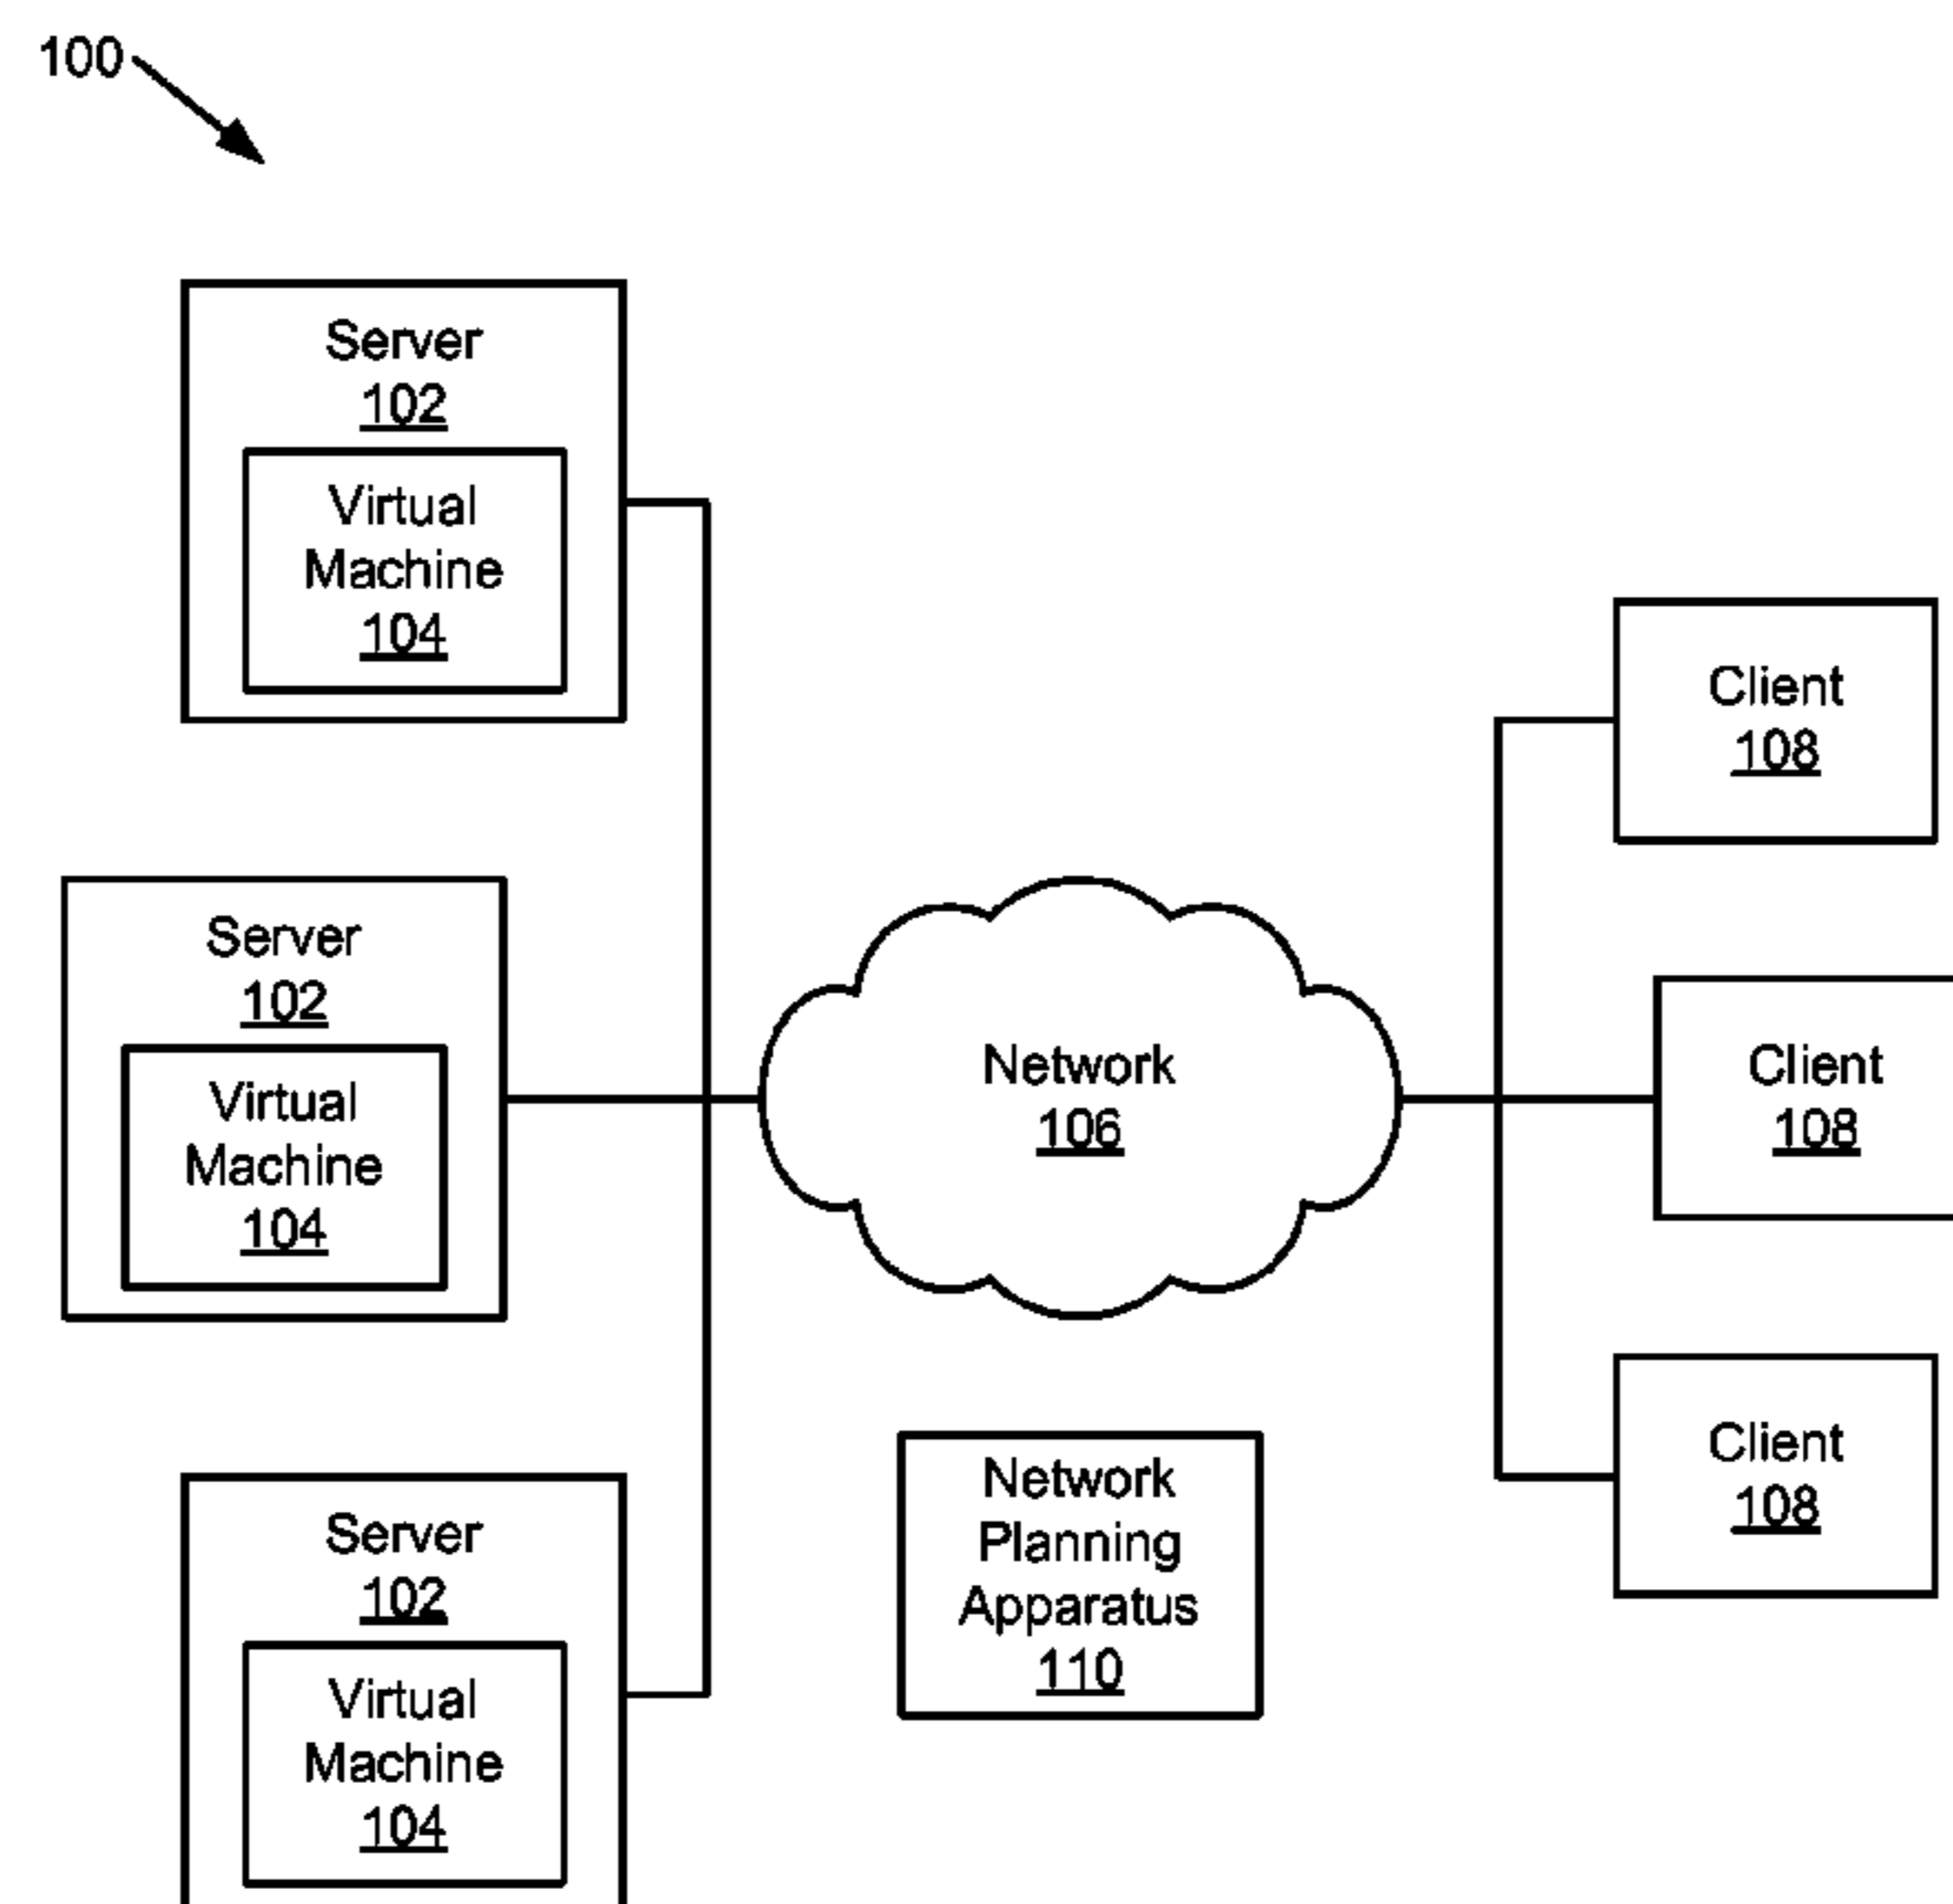 100
Server
102
Virtual
Machine
104
Server
102
Virtual
Machine
104
Server
102
Virtual
Machine
104
Network
106
Network
Planning
Apparatus
110
Client
108
Client
108
Client
108